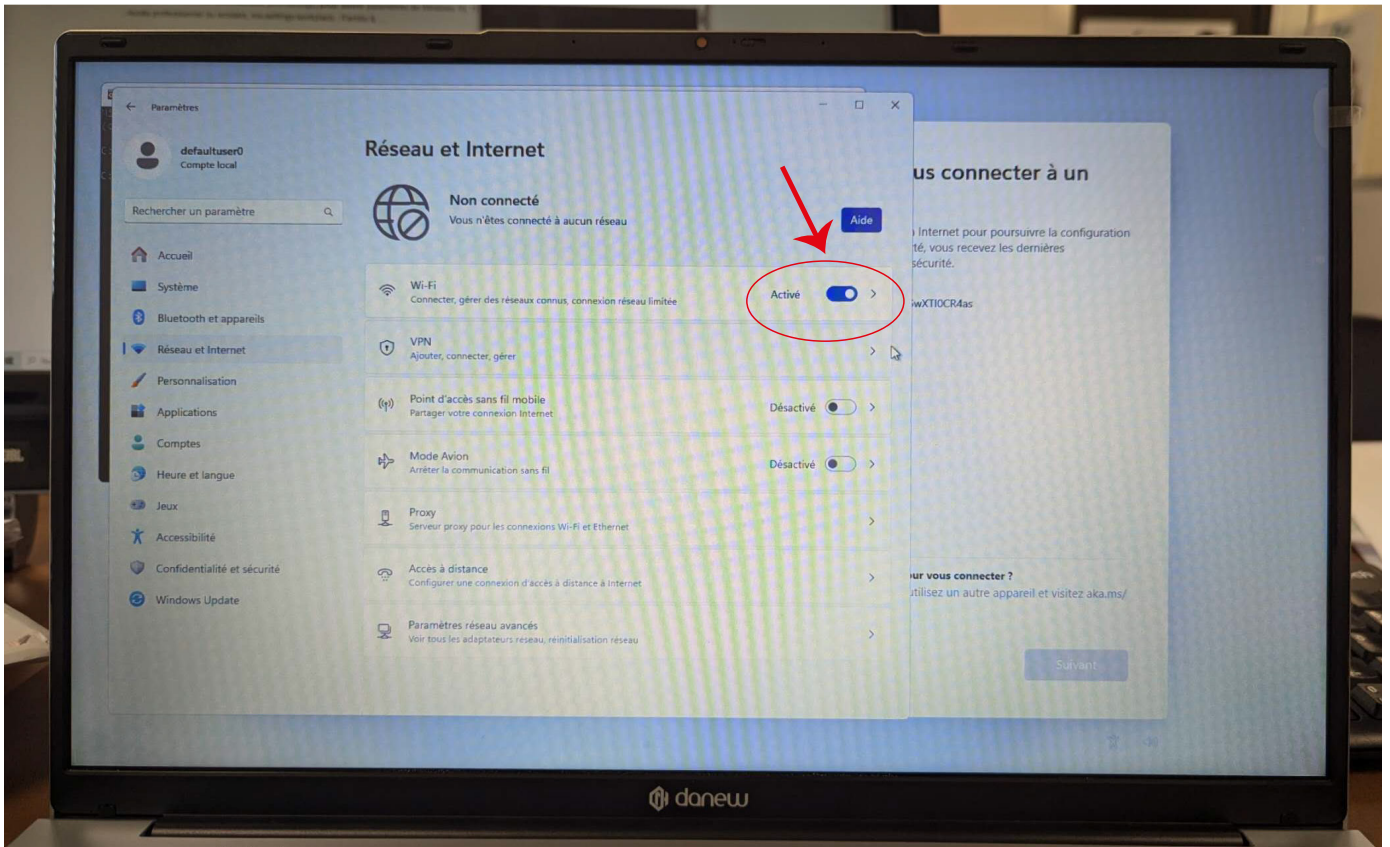 Paramètres
defaultuser0
Compte local
Rechercher un paramètre
Accueil
Système
Bluetooth et appareils
Réseau et Internet
Personnalisation
Applications
Comptes
Heure et langue
Jeux
Accessibilité
Confidentialité et sécurité
Windows Update
Réseau et Internet
Non connecté
Vous n'êtes connecté à aucun réseau
Aide
Wi-Fi
Connecter, gérer des réseaux connus, connexion réseau limitée
Activé
VPN
Ajouter, connecter, gérer
Point d'accès sans fil mobile
Partager votre connexion Internet
Désactivé
Mode Avion
Arrêter la communication sans fil
Désactivé
Proxy
Serveur proxy pour les connexions Wi-Fi et Ethernet
Accès à distance
Configurer une connexion d'accès à distance à Internet
Paramètres réseau avancés
Voir tous les adaptateurs réseau, réinitialisation réseau
us connecter à un
Internet pour poursuivre la configuration
té, vous recevez les dernières
sécurité.
wXTI0CR4as
ur vous connecter ?
utilisez un autre appareil et visitez aka.ms/
Suivant
danew